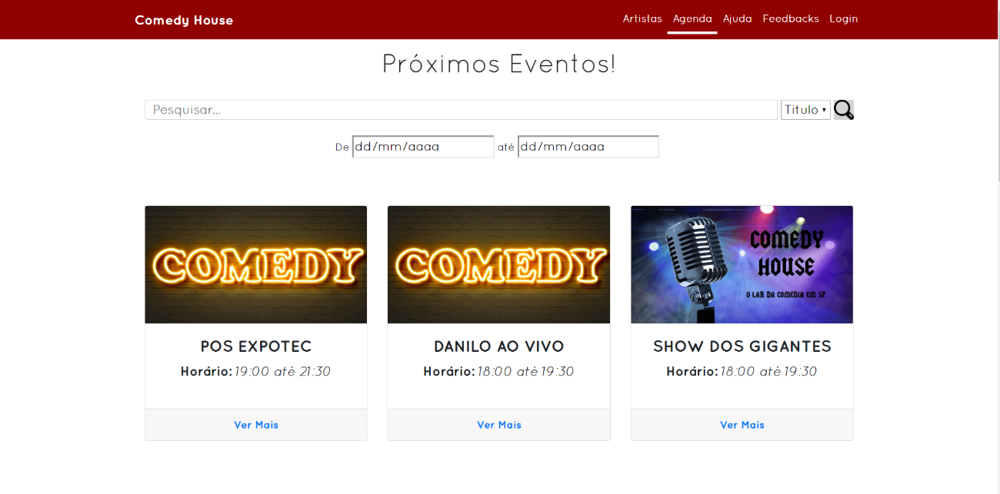 Comedy House
Artistas Agenda Ajuda Feedbacks Login
Próximos Eventos!
Pesquisar... Titulo
De dd/mm/aaaa até dd/mm/aaaa
COMEDY
POS EXPOTEC
Horário: 19:00 até 21:30
Ver Mais
COMEDY
DANILO AO VIVO
Horário: 18:00 até 19:30
Ver Mais
COMEDY
HOUSE
O LAR DA COMÉDIA EM SP
SHOW DOS GIGANTES
Horário: 18:00 até 19:30
Ver Mais